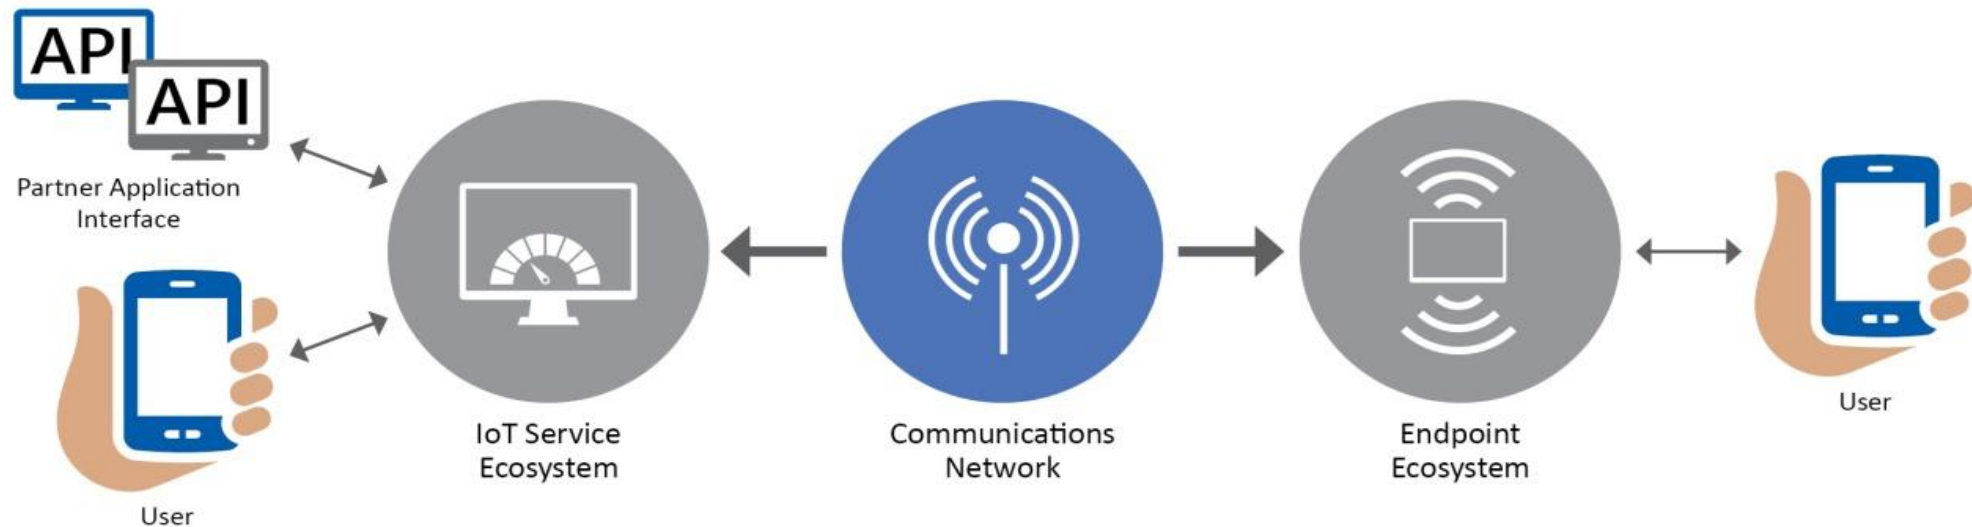 API
API
Partner Application
Interface
User
IoT Service
Ecosystem
Communications
Network
Endpoint
Ecosystem
User